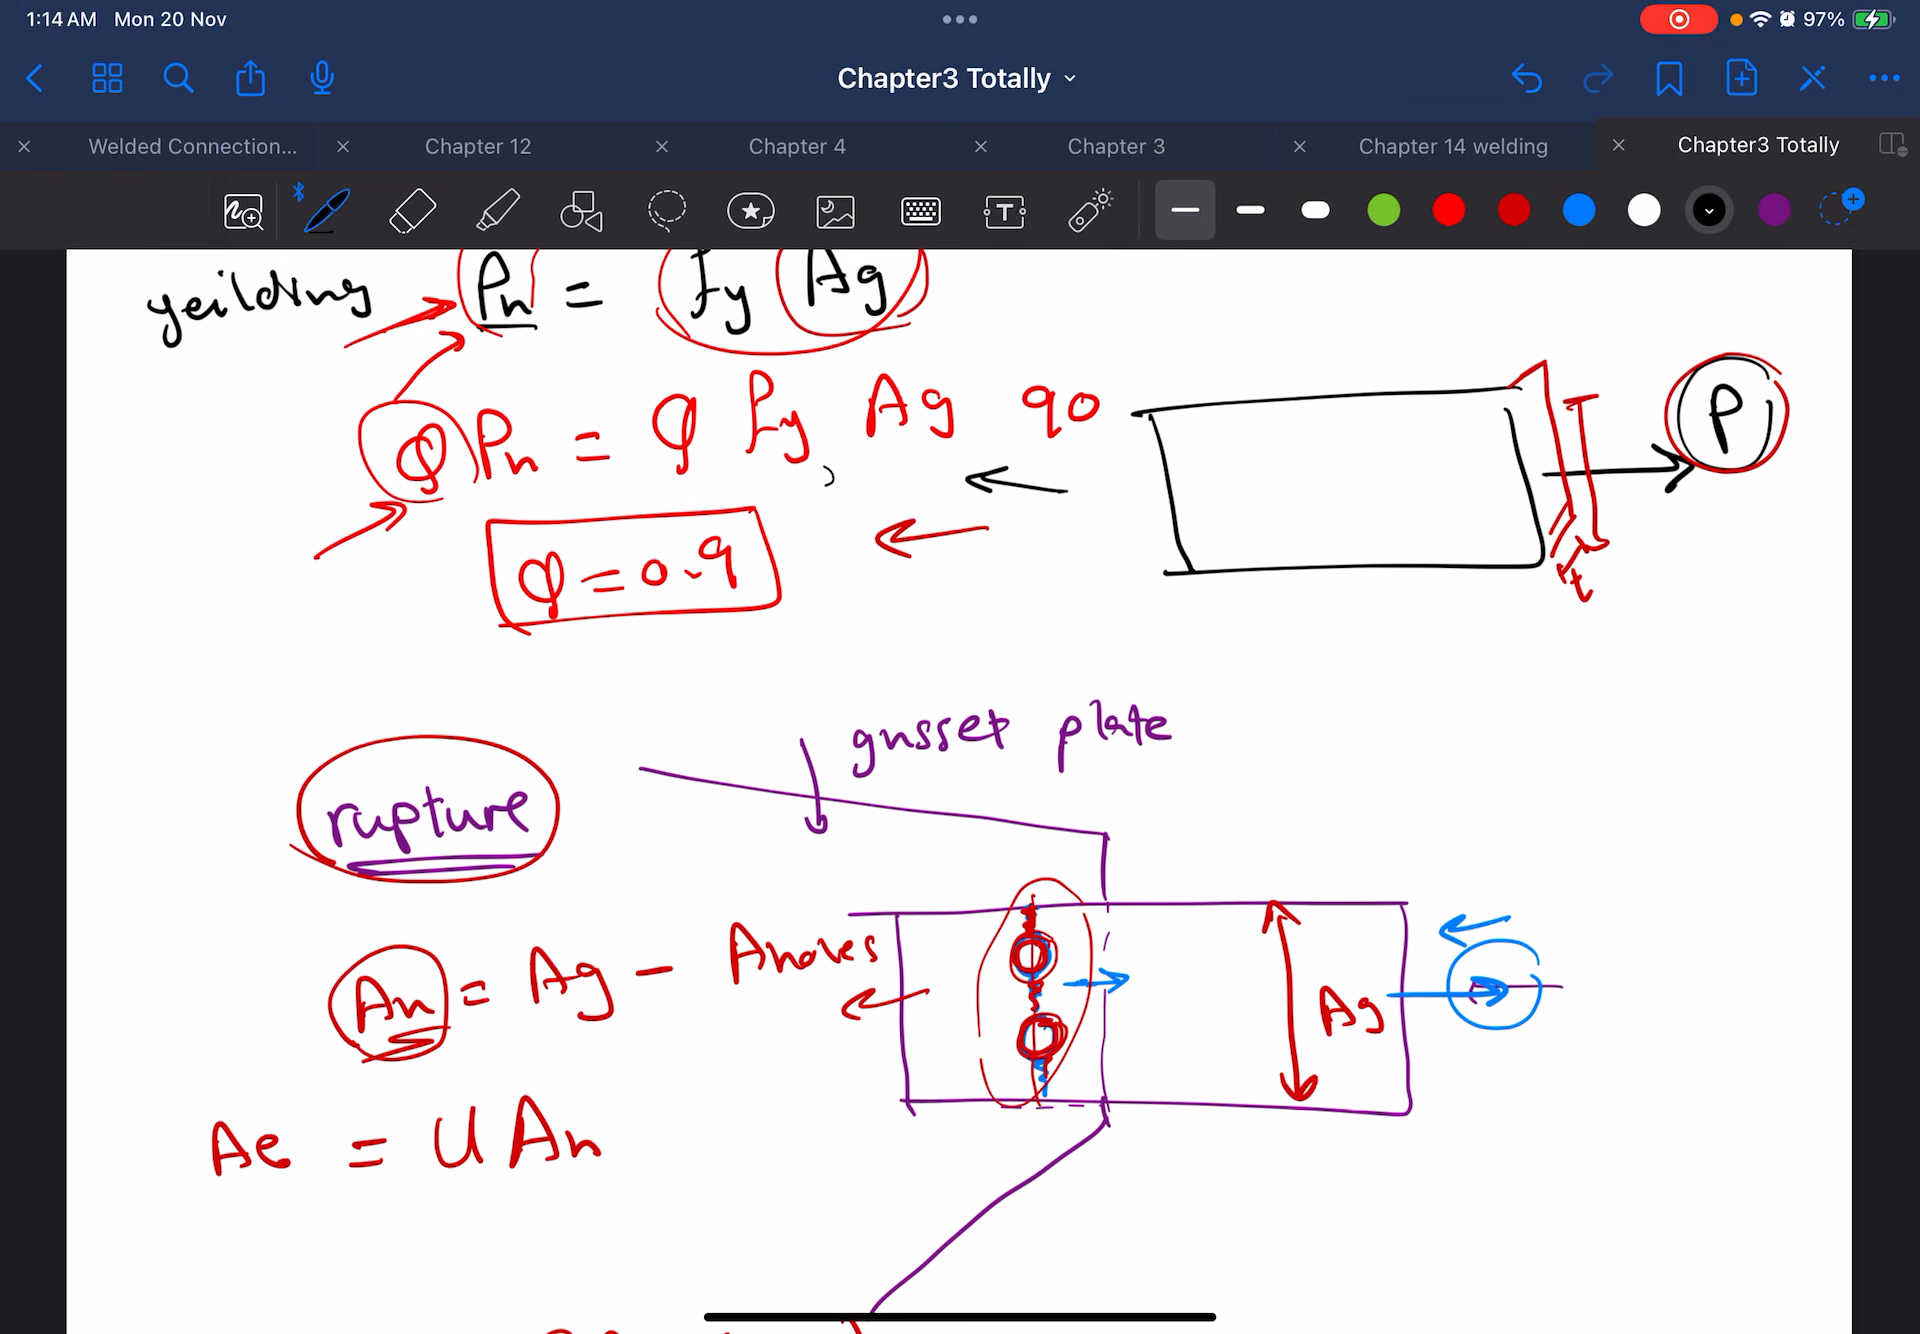 1:14 AM Mon 20 Nov
97%
Chapter3 Totally
Welded Connection...
Chapter 12
Chapter 4
Chapter 3
Chapter 14 welding
Chapter3 Totally
T
yeilding Pn = Fy Ag
P
φ Pn = φ Fy Ag 90
φ = 0.9
t
gusset plate
rupture
An = Ag - Aholes
Ag
Ae = U An